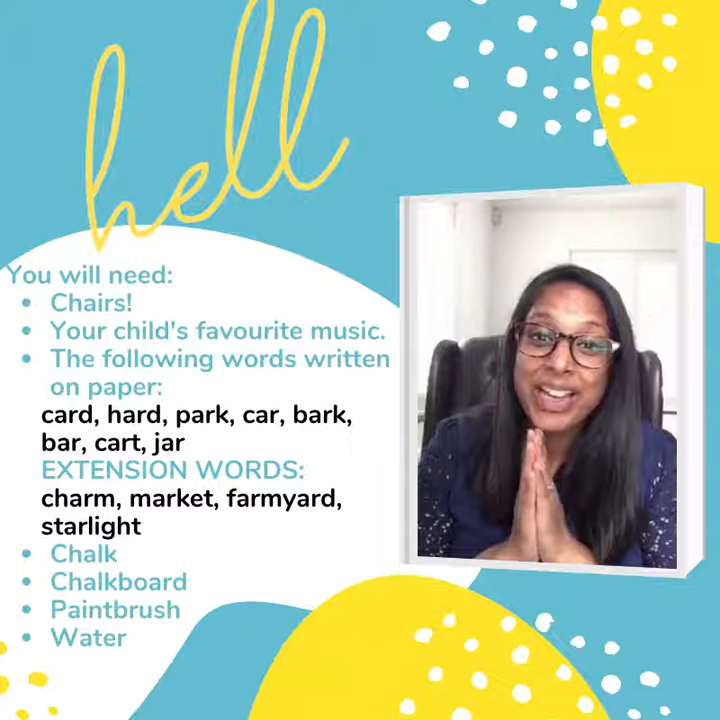 hell
You will need:
• Chairs!
• Your child's favourite music.
• The following words written
on paper:
card, hard, park, car, bark,
bar, cart, jar
EXTENSION WORDS:
charm, market, farmyard,
starlight
• Chalk
• Chalkboard
• Paintbrush
• Water